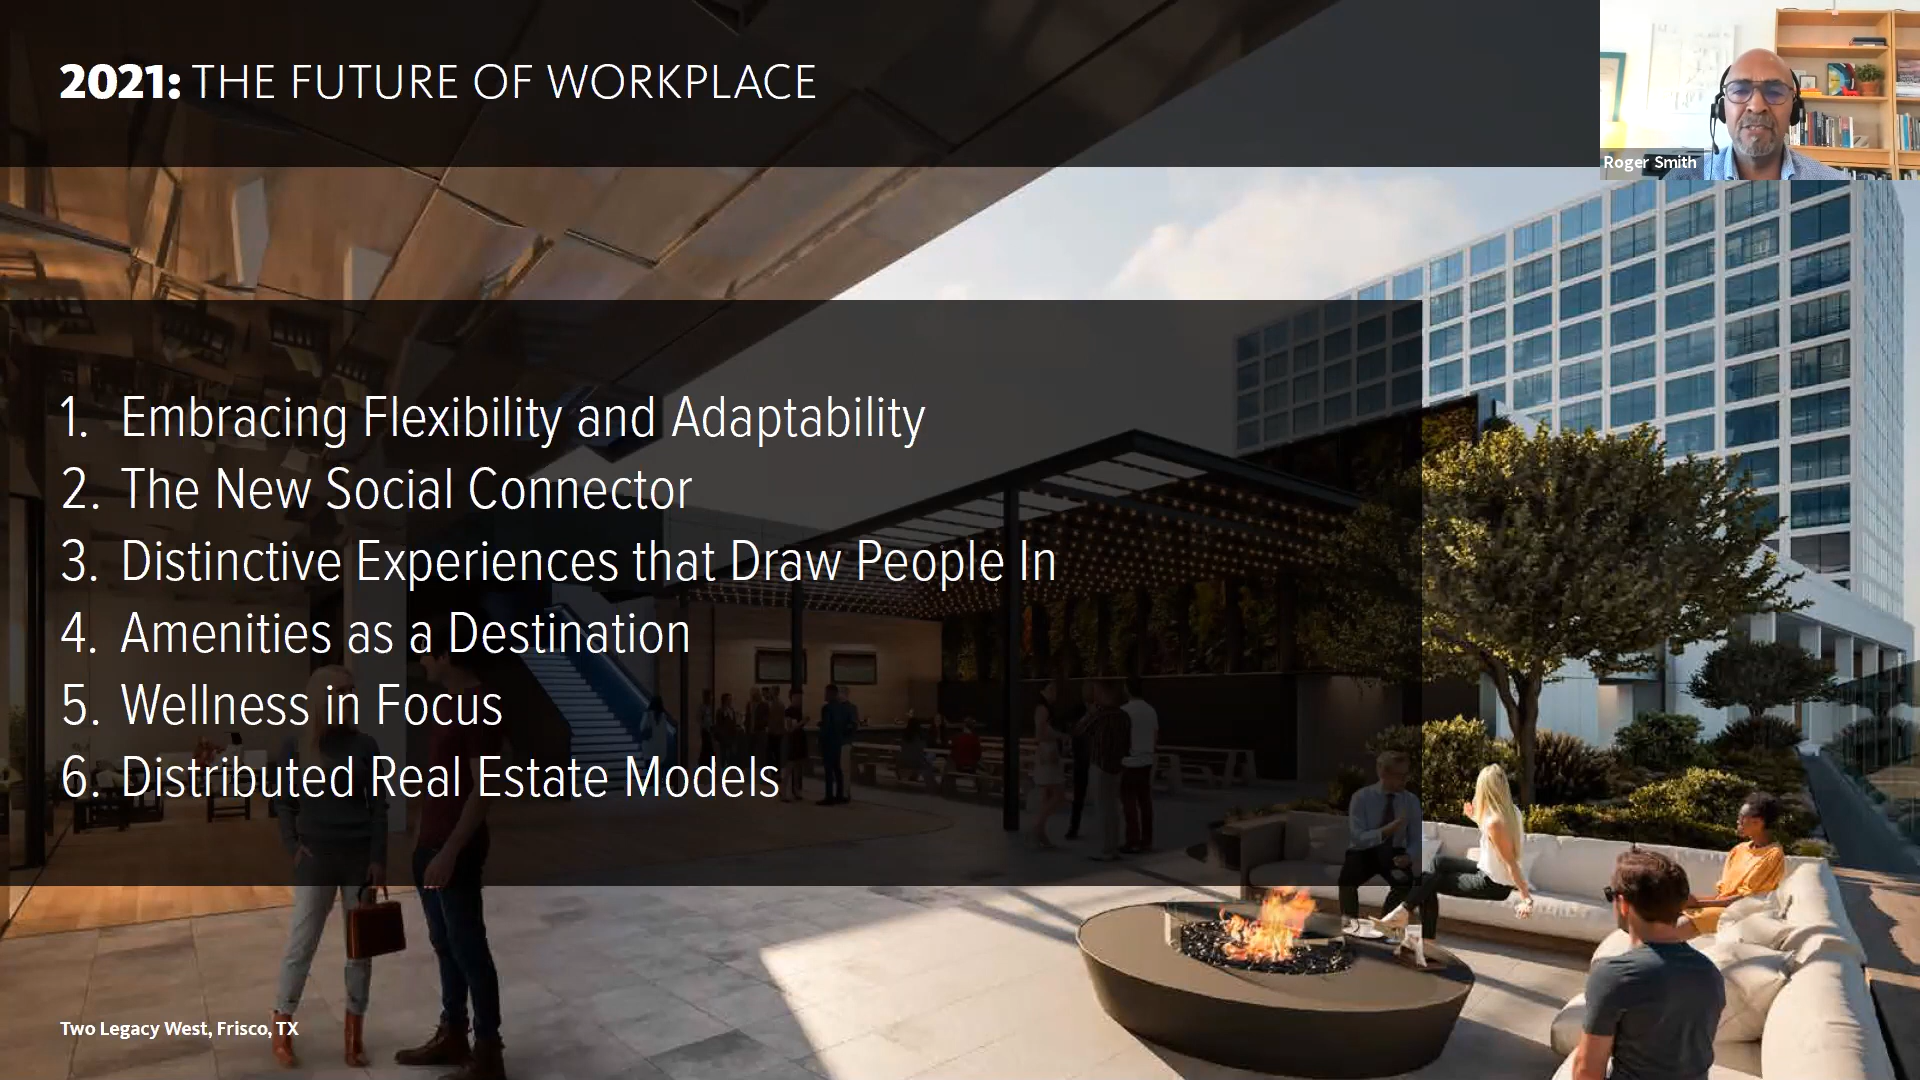 2021: THE FUTURE OF WORKPLACE
Roger Smith
1. Embracing Flexibility and Adaptability
2. The New Social Connector
3. Distinctive Experiences that Draw People In
4. Amenities as a Destination
5. Wellness in Focus
6. Distributed Real Estate Models
Two Legacy West, Frisco, TX